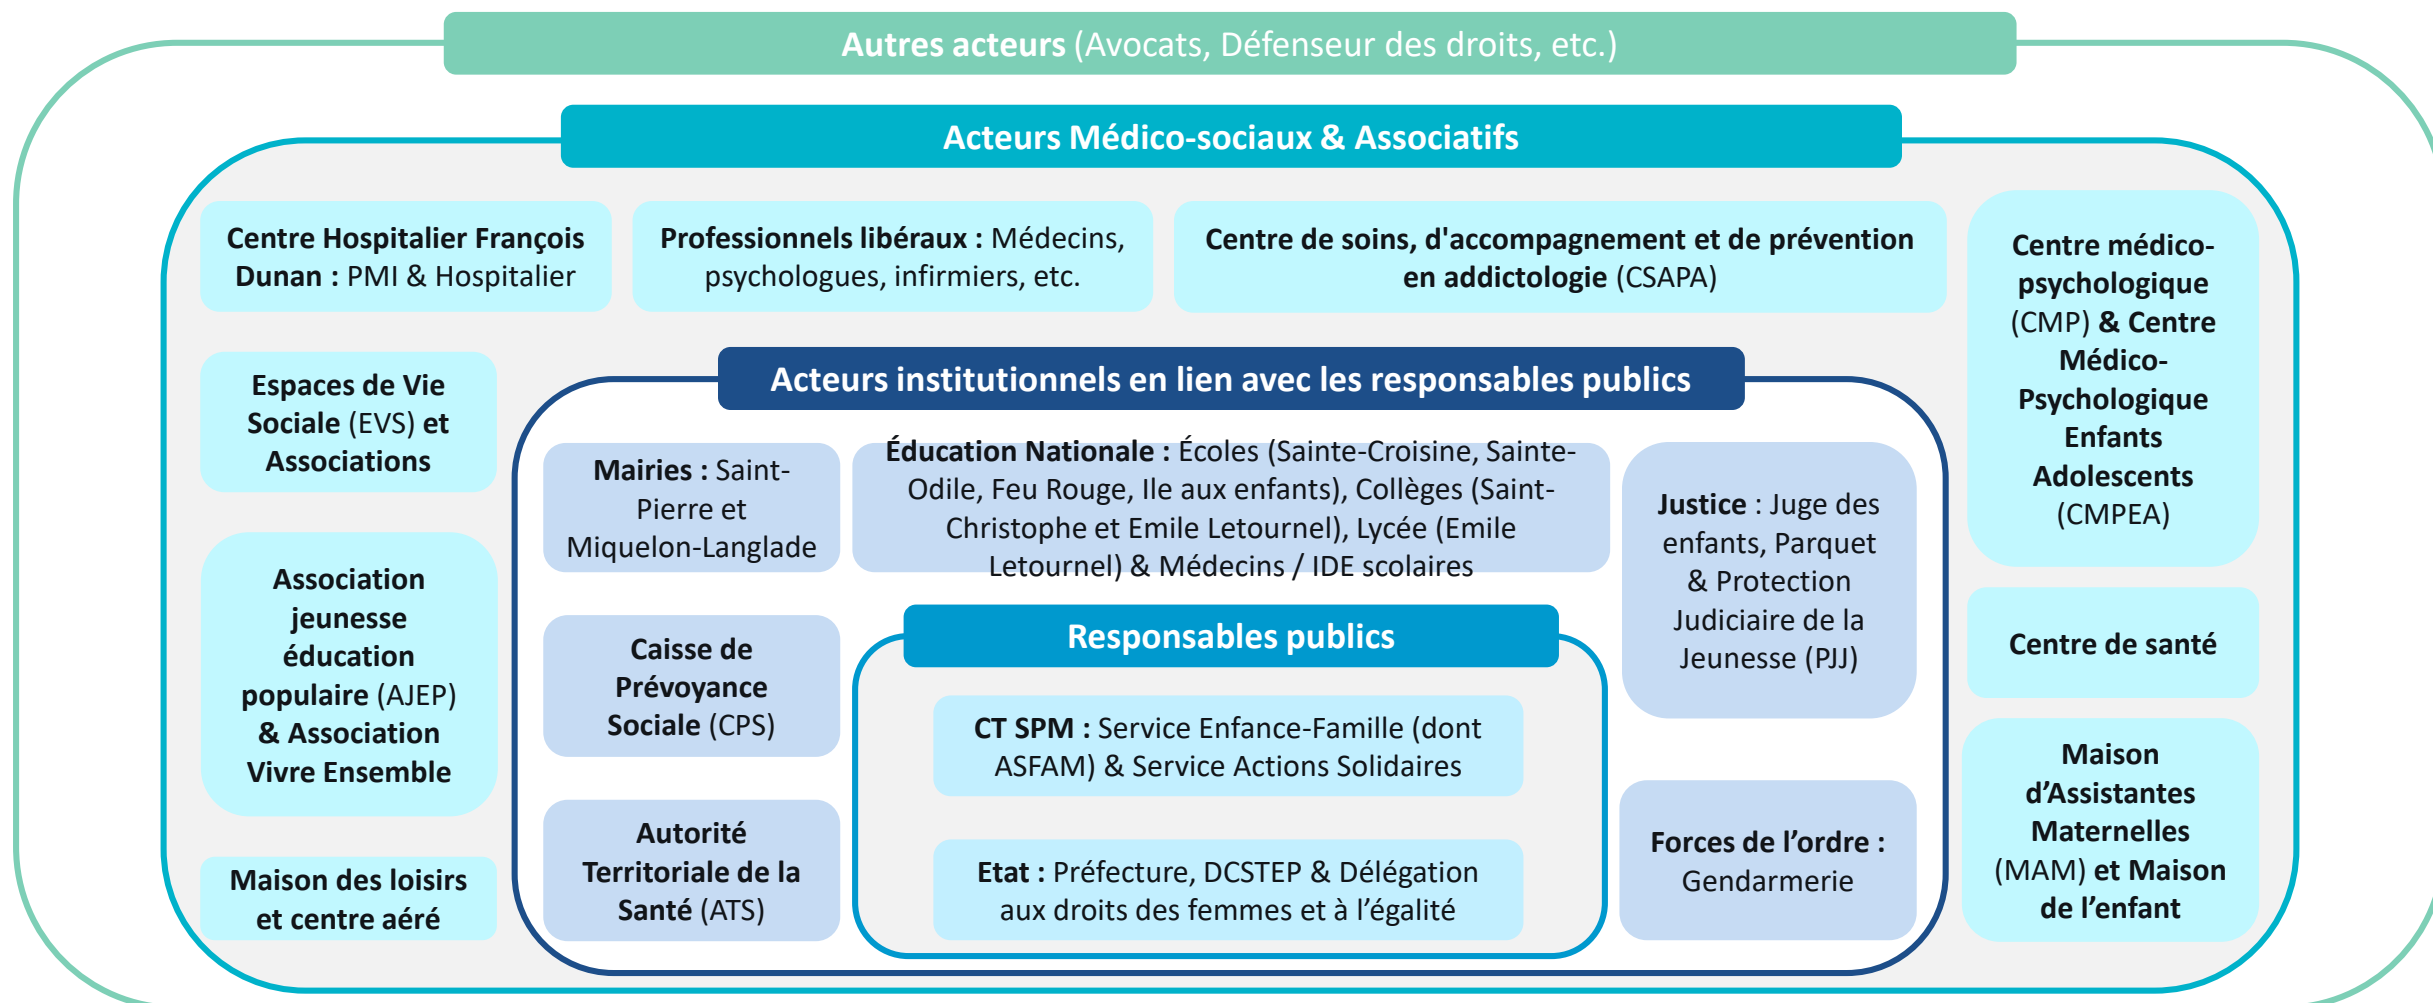 Autres acteurs (Avocats, Défenseur des droits, etc.)
Acteurs Médico-sociaux & Associatifs
Centre Hospitalier François
Dunan : PMI & Hospitalier
Professionnels libéraux : Médecins,
psychologues, infirmiers, etc.
Centre de soins, d'accompagnement et de prévention
en addictologie (CSAPA)
Centre médico-
psychologique
(CMP) & Centre
Médico-
Psychologique
Enfants
Adolescents
(CMPEA)
Espaces de Vie
Sociale (EVS) et
Associations
Association
jeunesse
éducation
populaire (AJEP)
& Association
Vivre Ensemble
Maison des loisirs
et centre aéré
Acteurs institutionnels en lien avec les responsables publics
Mairies : Saint-
Pierre et
Miquelon-Langlade
Éducation Nationale : Écoles (Sainte-Croisine, Sainte-
Odile, Feu Rouge, Ile aux enfants), Collèges (Saint-
Christophe et Emile Letournel), Lycée (Emile
Letournel) & Médecins / IDE scolaires
Justice : Juge des
enfants, Parquet
& Protection
Judiciaire de la
Jeunesse (PJJ)
Caisse de
Prévoyance
Sociale (CPS)
Autorité
Territoriale de la
Santé (ATS)
Responsables publics
CT SPM : Service Enfance-Famille (dont
ASFAM) & Service Actions Solidaires
Etat : Préfecture, DCSTEP & Délégation
aux droits des femmes et à l’égalité
Forces de l’ordre :
Gendarmerie
Centre de santé
Maison
d’Assistantes
Maternelles
(MAM) et Maison
de l’enfant